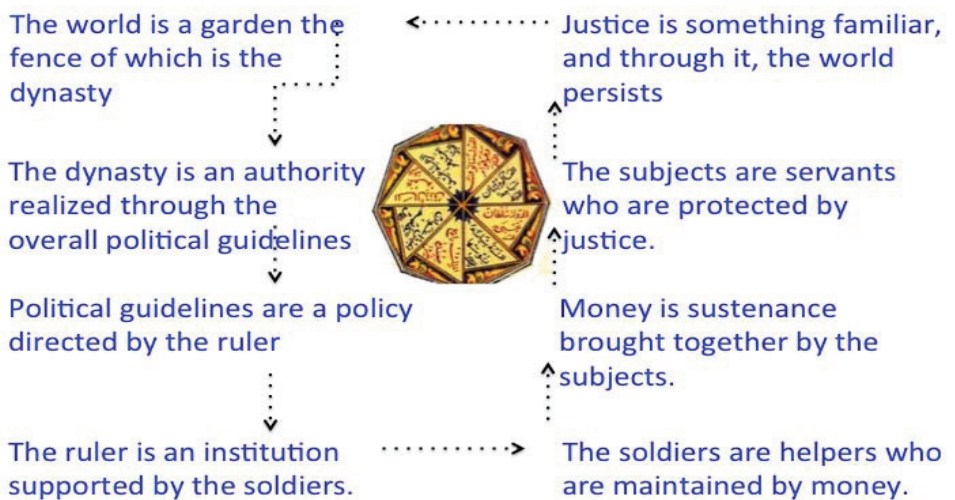 The world is a garden the
fence of which is the
dynasty
The dynasty is an authority
realized through the
overall political guidelines
Political guidelines are a policy
directed by the ruler
The ruler is an institution
supported by the soldiers.
The soldiers are helpers who
are maintained by money.
Money is sustenance
brought together by the
subjects.
The subjects are servants
who are protected by
justice.
Justice is something familiar,
and through it, the world
persists